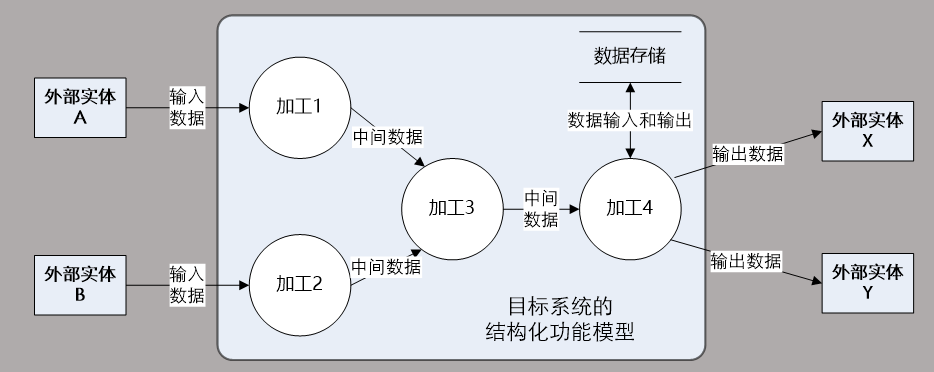 外部实体
A
输入
数据
加工1
中间数据
外部实体
B
输入
数据
加工2
中间数据
加工3
中间
数据
数据存储
数据输入和输出
加工4
输出数据
外部实体
X
输出数据
外部实体
Y
目标系统的
结构化功能模型